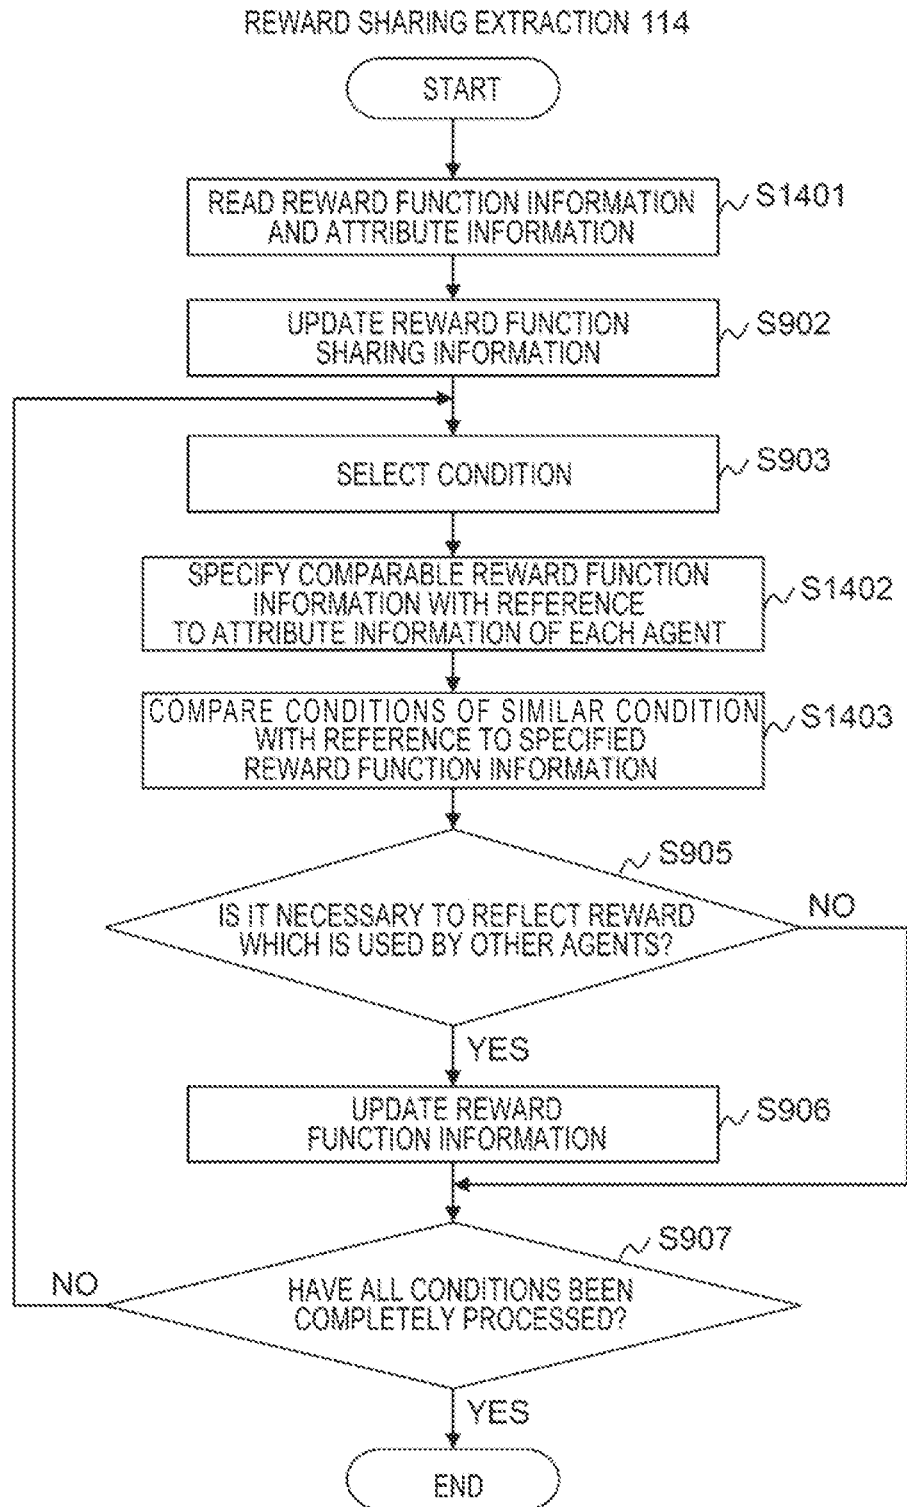 REWARD SHARING EXTRACTION 114
START
READ REWARD FUNCTION INFORMATION
AND ATTRIBUTE INFORMATION
S1401
UPDATE REWARD FUNCTION
SHARING INFORMATION
S902
SELECT CONDITION
S903
SPECIFY COMPARABLE REWARD FUNCTION
INFORMATION WITH REFERENCE
TO ATTRIBUTE INFORMATION OF EACH AGENT
S1402
COMPARE CONDITIONS OF SIMILAR CONDITION
WITH REFERENCE TO SPECIFIED
REWARD FUNCTION INFORMATION
S1403
S905
IS IT NECESSARY TO REFLECT REWARD
WHICH IS USED BY OTHER AGENTS?
NO
YES
UPDATE REWARD
FUNCTION INFORMATION
S906
S907
NO
HAVE ALL CONDITIONS BEEN
COMPLETELY PROCESSED?
YES
END